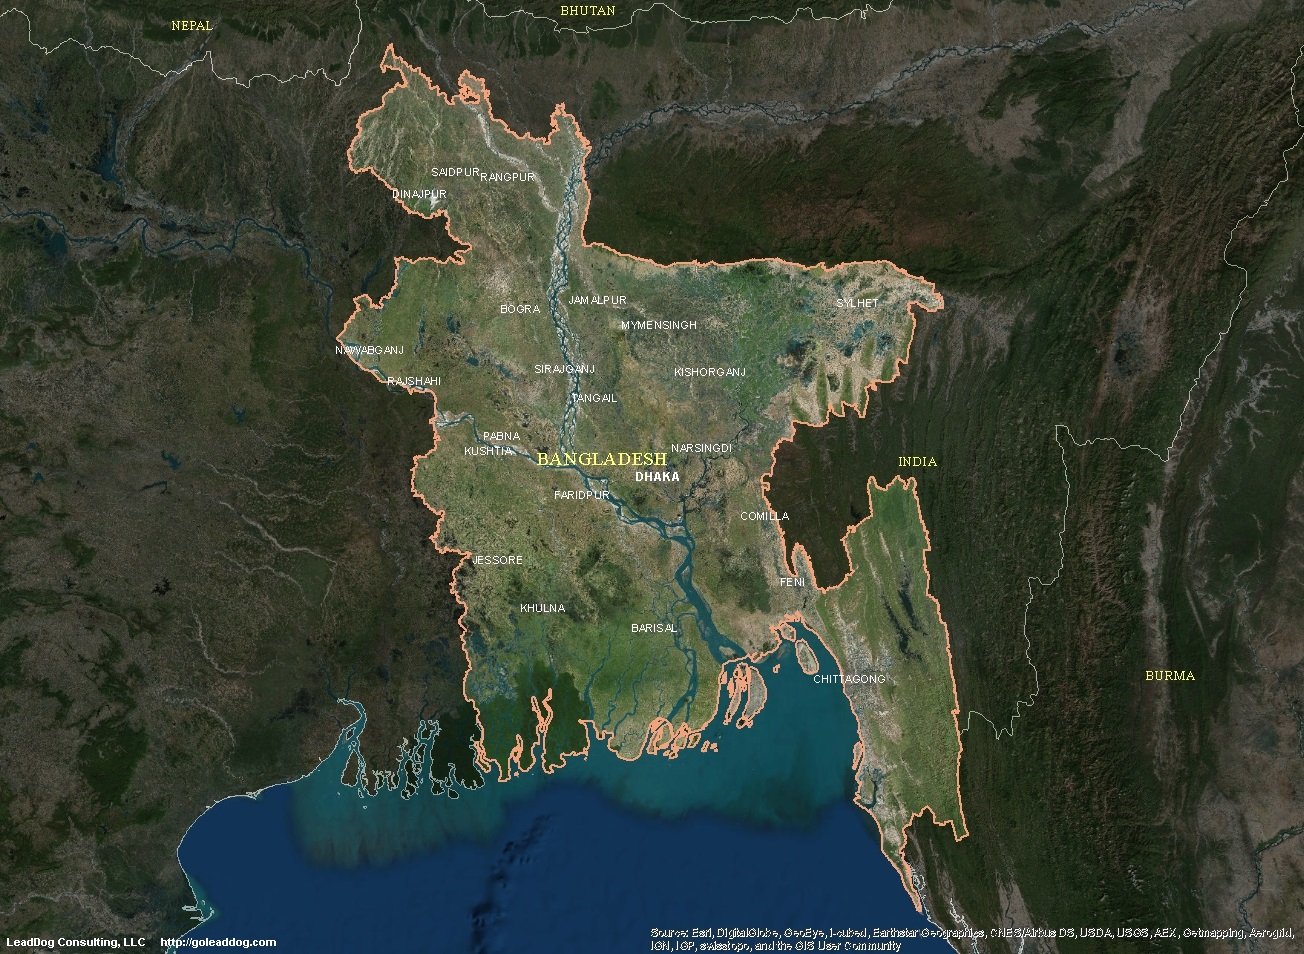 NEPAL
BHUTAN
SAIDPUR
RANGPUR
DINAJPUR
BOGRA
JAMALPUR
SYLHET
MYMENSINGH
NAWABGANJ
RAJSHAHI
SIRAJGANJ
KISHORGANJ
TANGAIL
PABNA
KUSHTIA
NARSINGDI
BANGLADESH
INDIA
DHAKA
FARIDPUR
COMILLA
JESSORE
FENI
KHULNA
BARISAL
CHITTAGONG
BURMA
LeadDog Consulting, LLC http://goleaddog.com
Source: Esri, DigitalGlobe, GeoEye, i-cubed, Earthstar Geographics, CNES/Airbus DS, USDA, USGS, AEX, Getmapping, Aerogrid,
IGN, IGP, swisstopo, and the GIS User Community